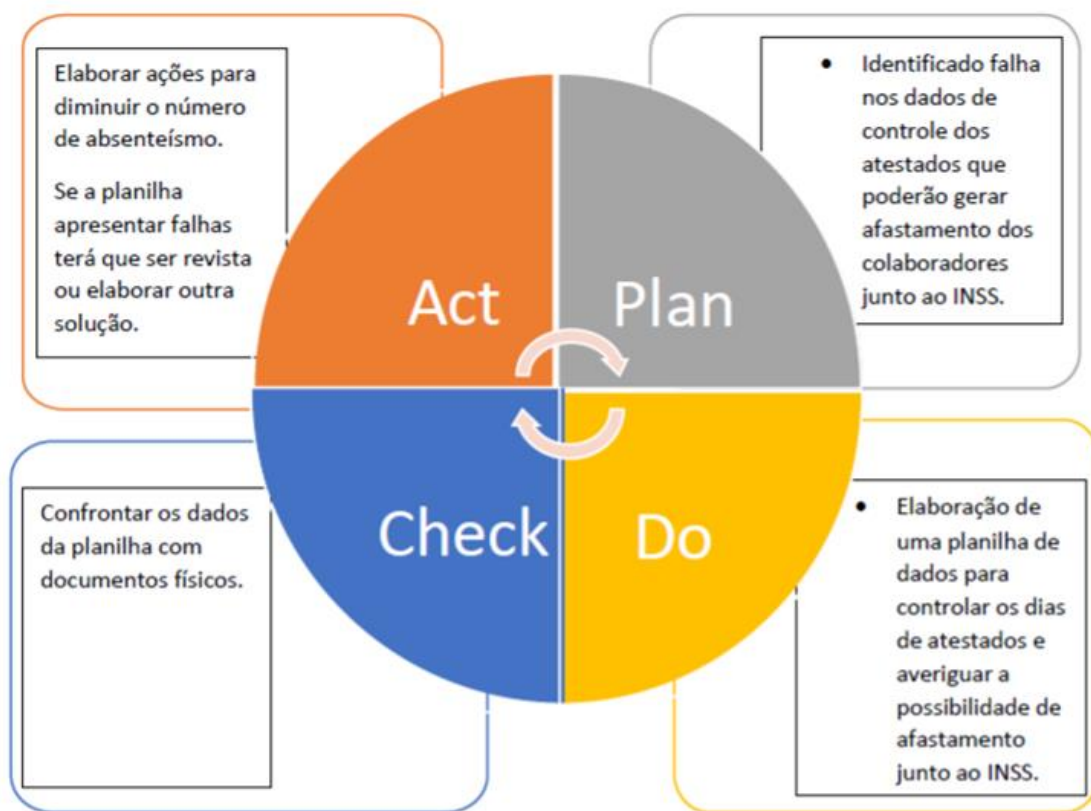 Elaborar ações para
diminuir o número
de absenteísmo.
Se a planilha
apresentar falhas
terá que ser revista
ou elaborar outra
solução.
• Identificado falha
nos dados de
controle dos
atestados que
poderão gerar
afastamento dos
colaboradores
junto ao INSS.
Act
Plan
Check
Do
Confrontar os dados
da planilha com
documentos físicos.
• Elaboração de
uma planilha de
dados para
controlar os dias
de atestados e
averiguar a
possibilidade de
afastamento
junto ao INSS.